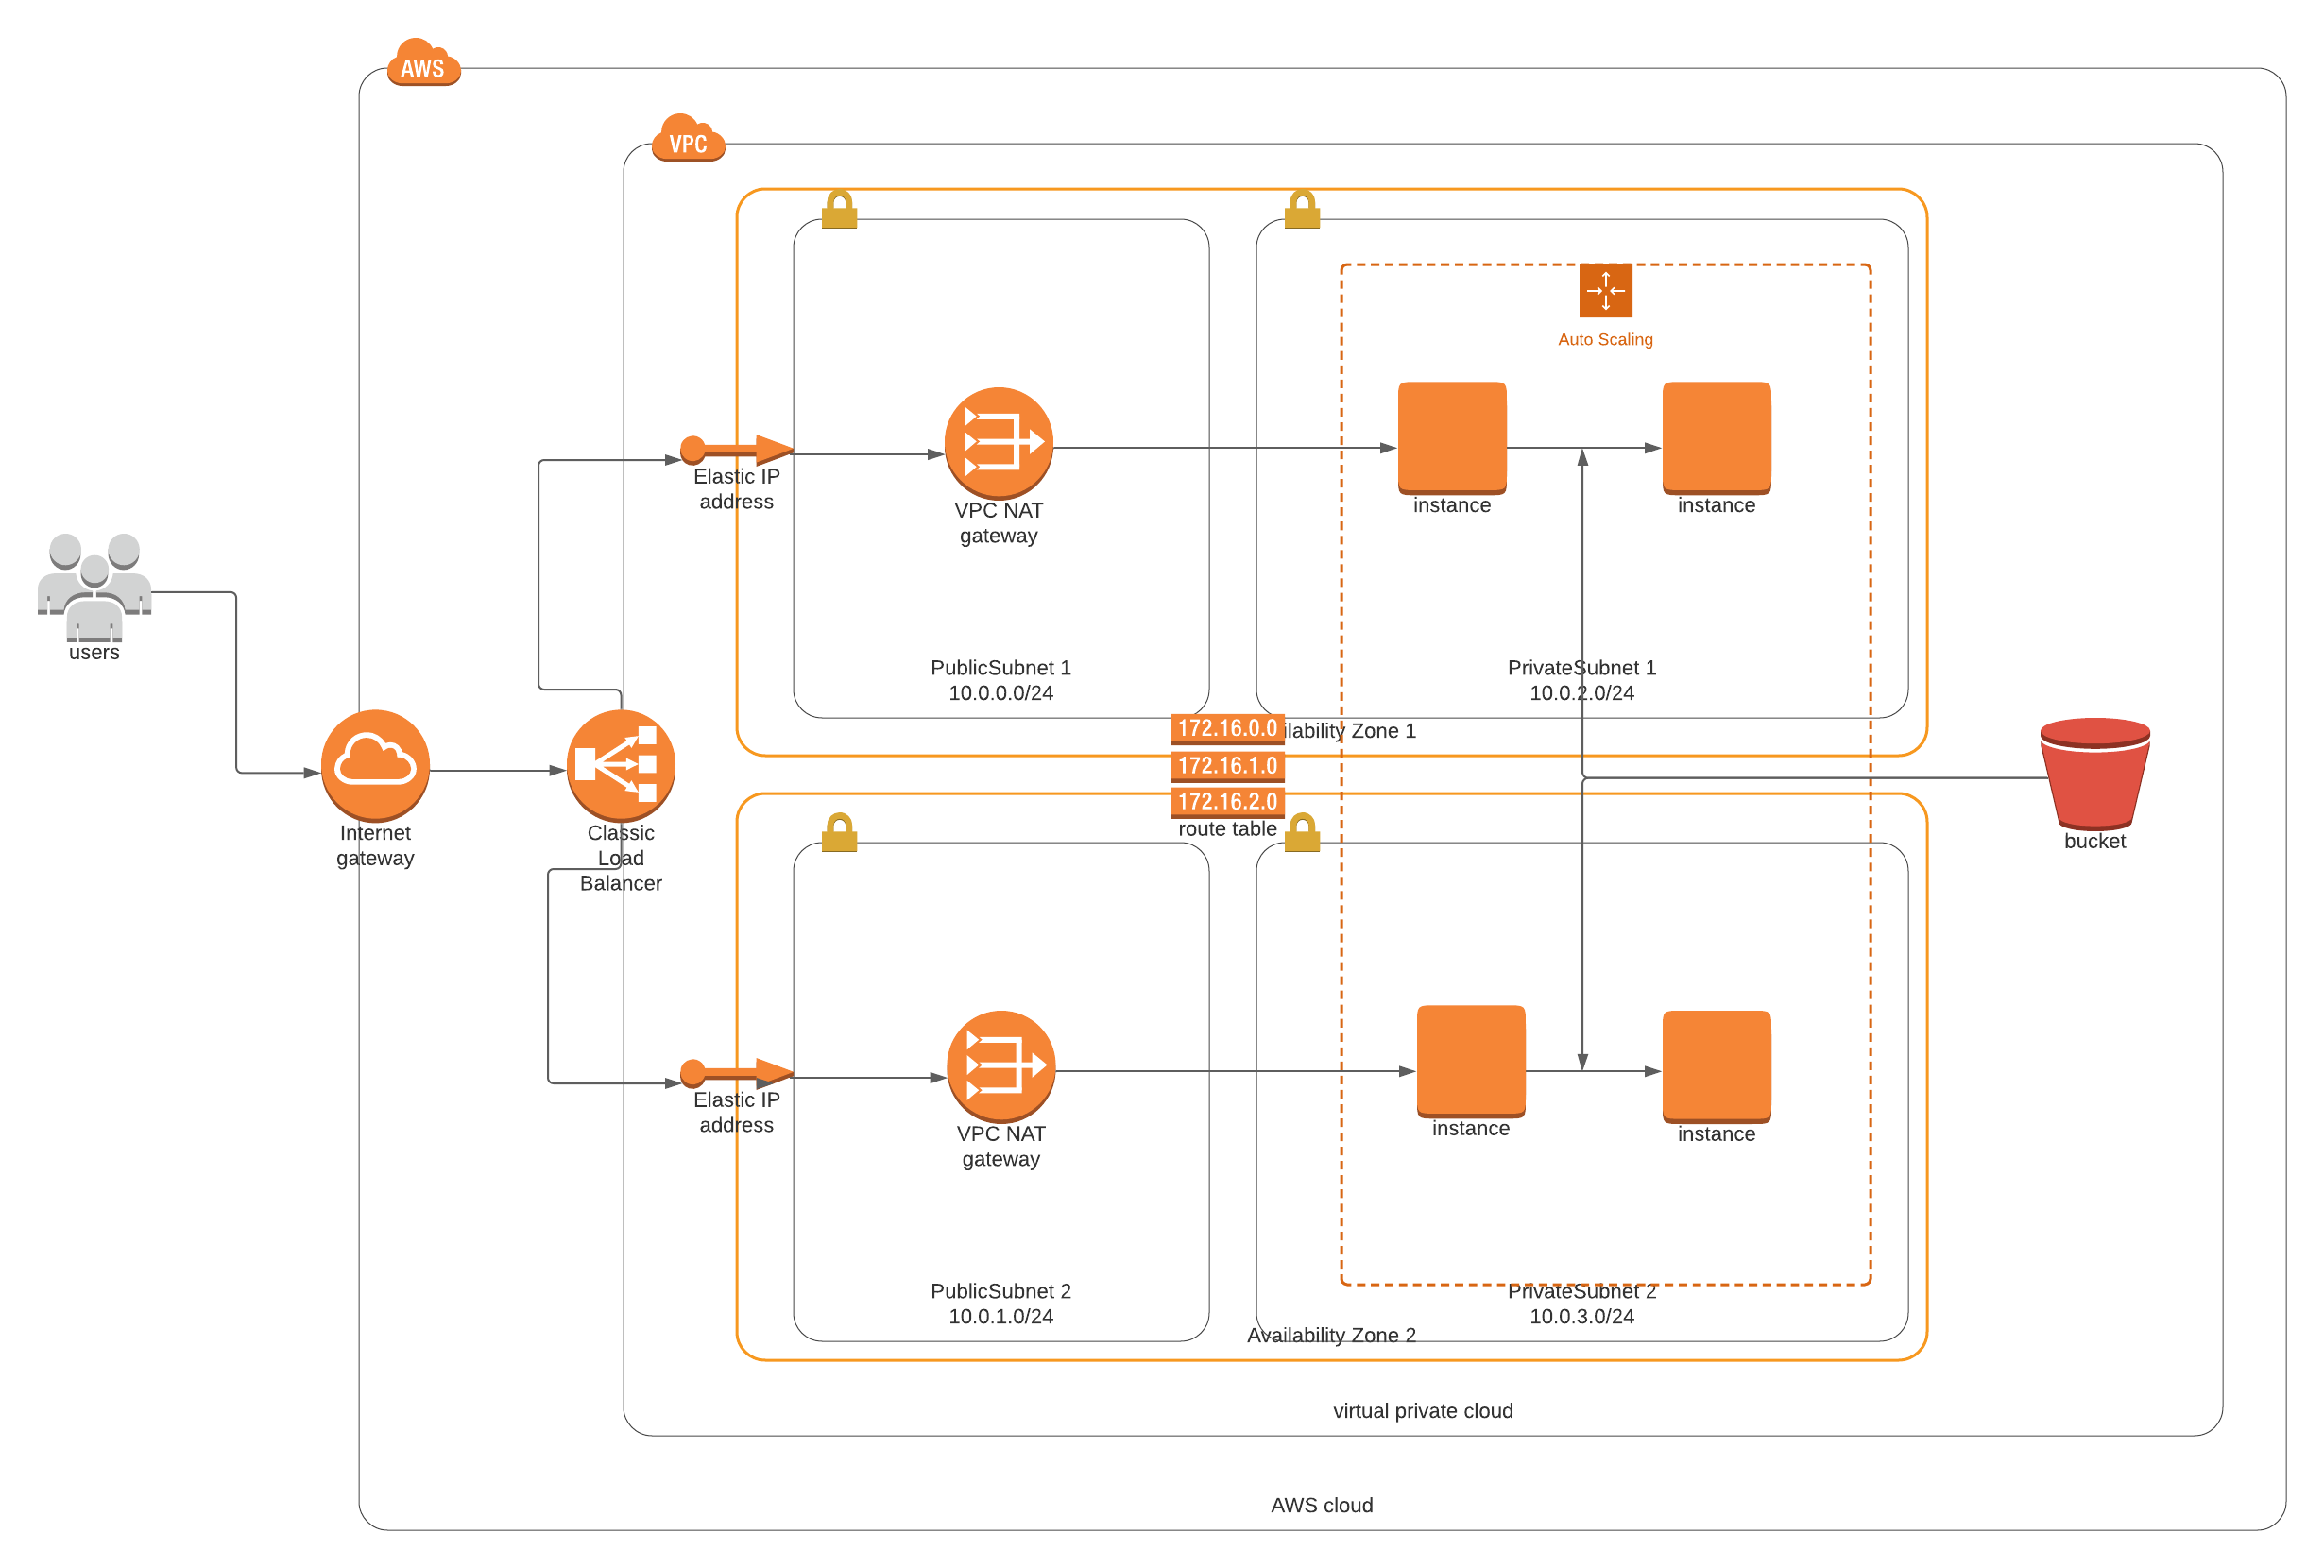 AWS
VPC
Auto Scaling
Elastic IP
address
VPC NAT
gateway
instance
instance
users
PublicSubnet 1
10.0.0.0/24
PrivateSubnet 1
10.0.2.0/24
172.16.0.0
ilability Zone 1
172.16.1.0
172.16.2.0
route table
Internet
gateway
Classic
Load
Balancer
bucket
Elastic IP
address
VPC NAT
gateway
instance
instance
PublicSubnet 2
10.0.1.0/24
PrivateSubnet 2
10.0.3.0/24
Availability Zone 2
virtual private cloud
AWS cloud